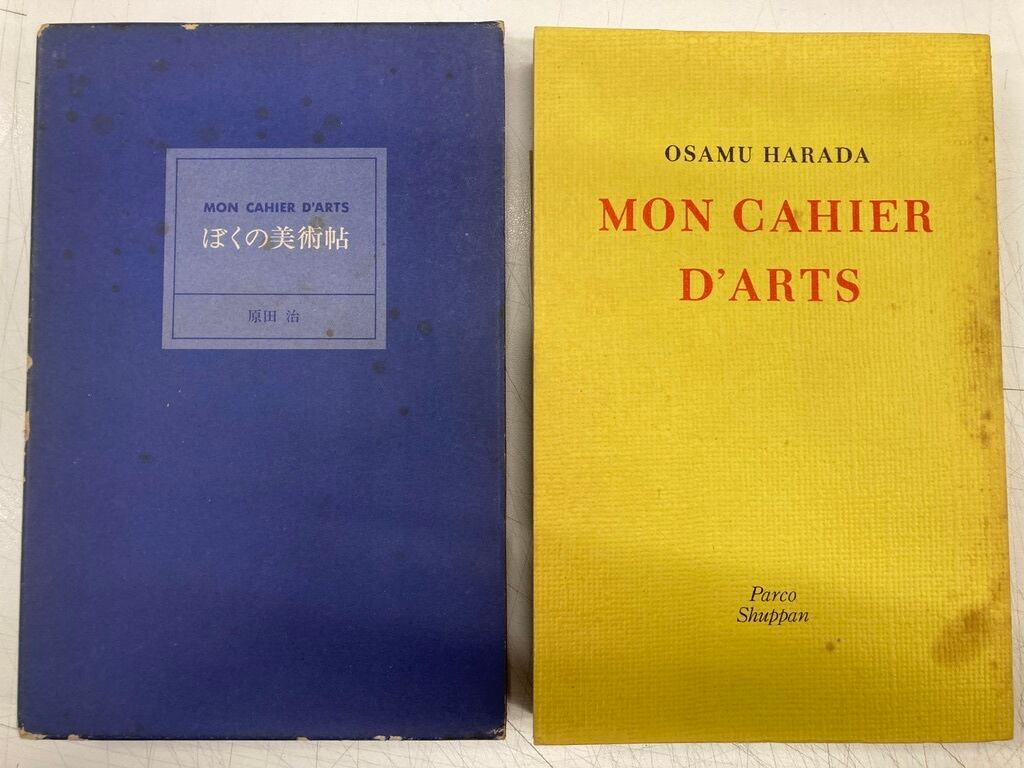 MON CAHIER D'ARTS
ぼくの美術帖
原田 治
OSAMU HARADA
MON CAHIER
D'ARTS
Parco
Shuppan